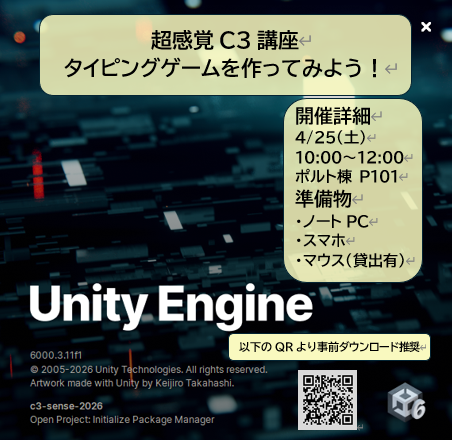 超感覚 C3 講座
タイピングゲームを作ってみよう！
開催詳細
4/25(土)
10:00～12:00
ポルト棟 P101
準備物
・ノート PC
・スマホ
・マウス（貸出有）
Unity Engine
以下の QR より事前ダウンロード推奨
6000.3.11f1
© 2005-2026 Unity Technologies. All rights reserved.
Artwork made with Unity by Keijiro Takahashi.
c3-sense-2026
Open Project: Initialize Package Manager
6